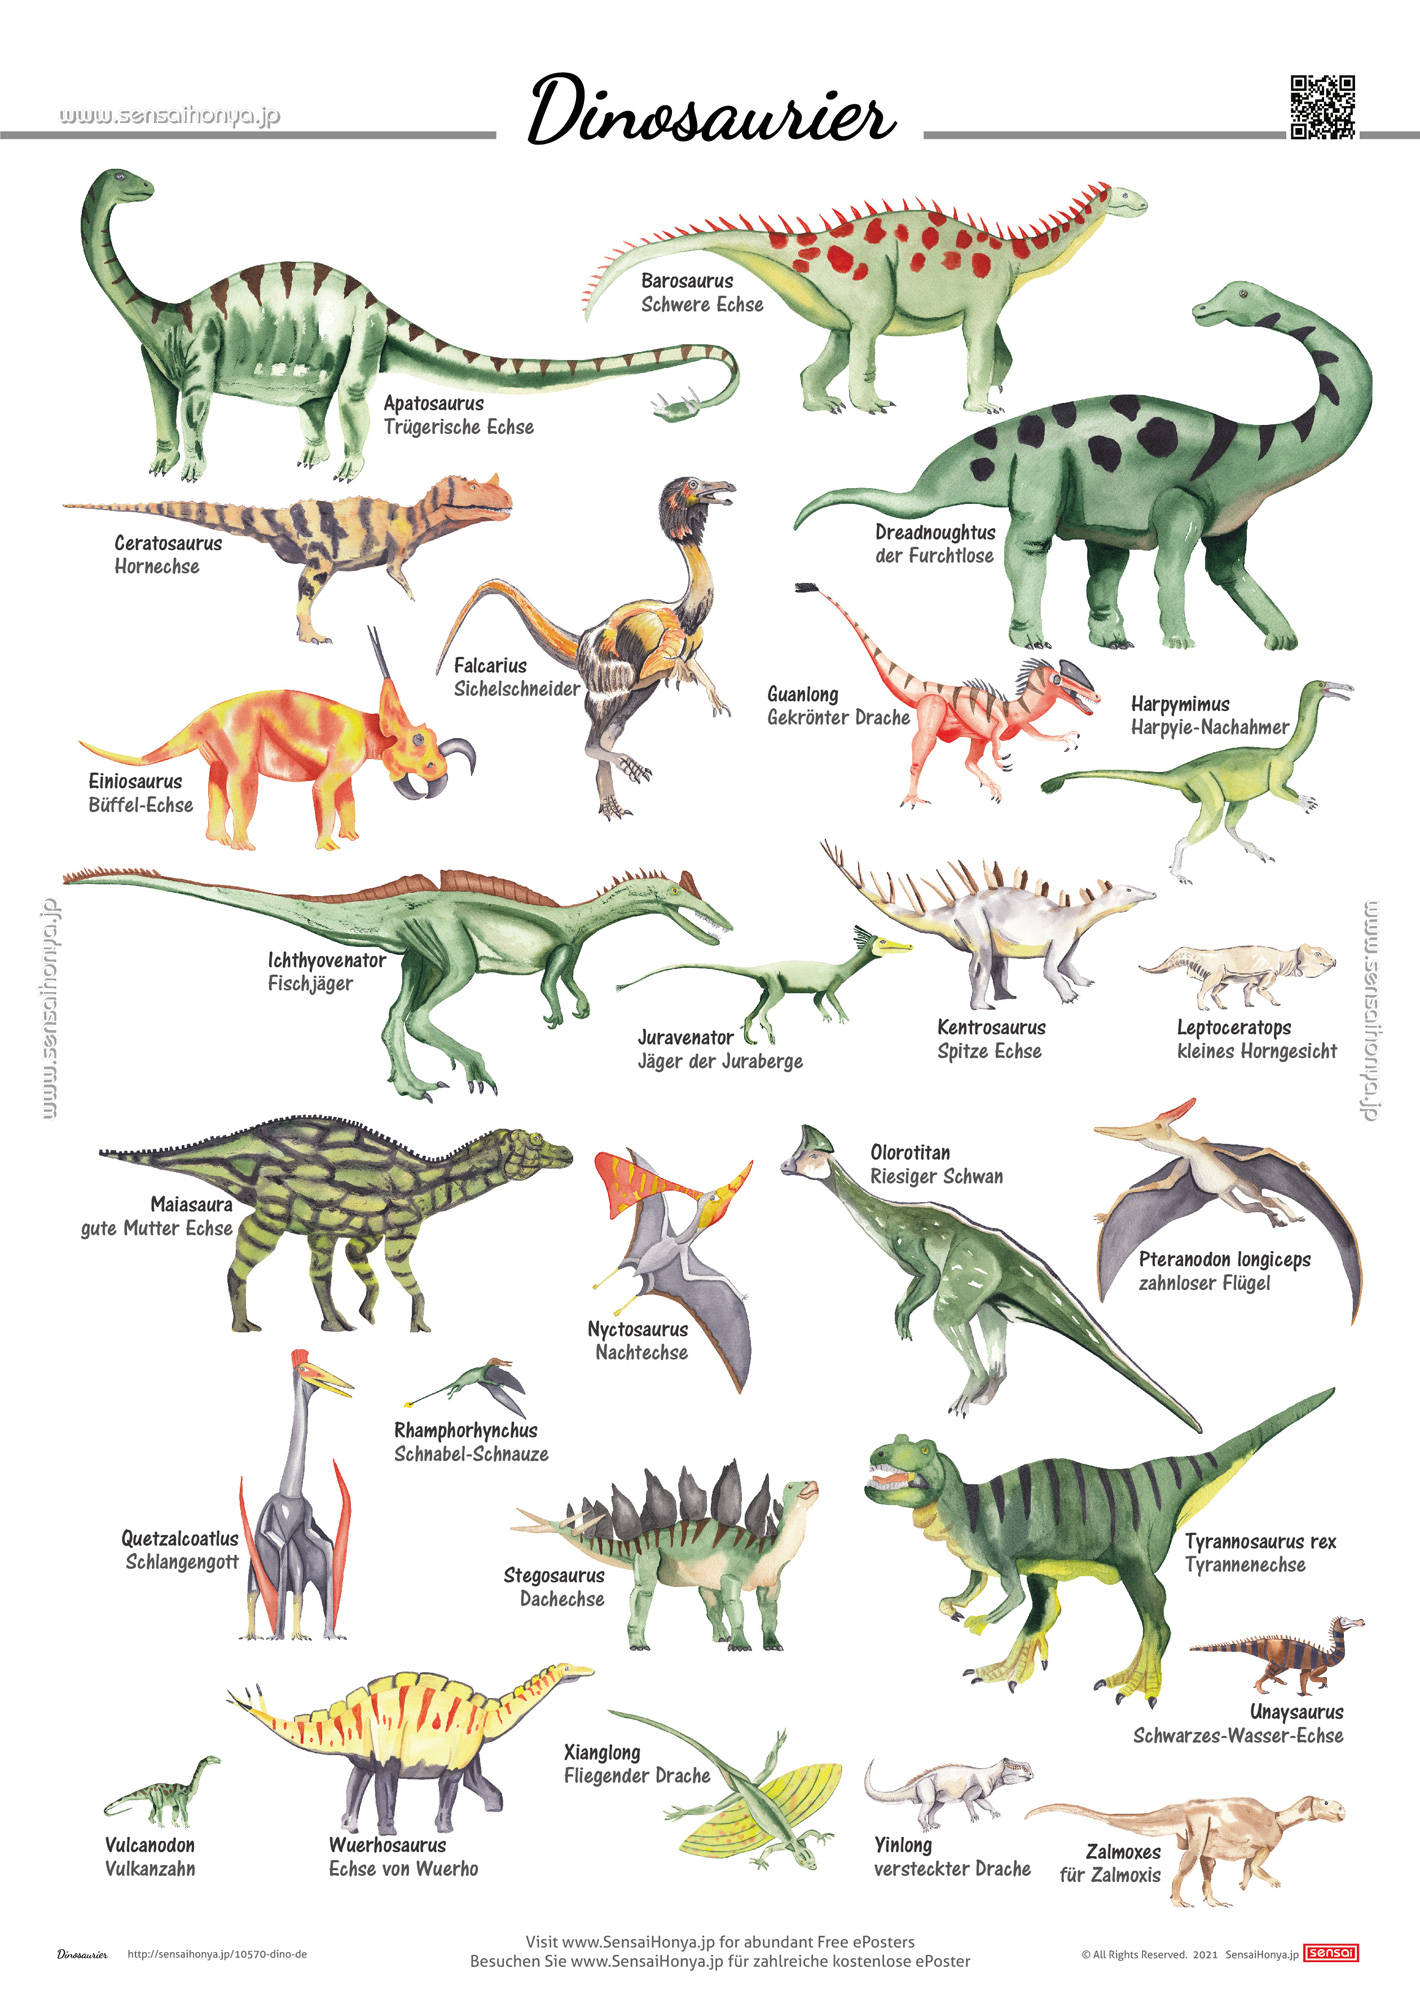 www.sensaihonya.jp
Dinosaurier
Barosaurus
Schwere Echse
Apatosaurus
Trügerische Echse
Ceratosaurus
Hornechse
Dreadnoughtus
der Furchtlose
Falcarius
Sichelschneider
Guanlong
Gekrönter Drache
Harpymimus
Harpyie-Nachahmer
Einiosaurus
Büffel-Echse
www.sensaihonya.jp
www.sensaihonya.jp
Ichthyovenator
Fischjäger
Juravenator
Jäger der Juraberge
Kentrosaurus
Spitze Echse
Leptoceratops
kleines Horngesicht
Maiasaura
gute Mutter Echse
Olorotitan
Riesiger Schwan
Pteranodon longiceps
zahnloser Flügel
Nyctosaurus
Nachtechse
Rhamphorhynchus
Schnabel-Schnauze
Quetzalcoatlus
Schlangengott
Stegosaurus
Dachechse
Tyrannosaurus rex
Tyrannenechse
Unaysaurus
Schwarzes-Wasser-Echse
Xianglong
Fliegender Drache
Vulcanodon
Vulkanzahn
Wuerhosaurus
Echse von Wuerho
Yinlong
versteckter Drache
Zalmoxes
für Zalmoxis
Dinosaurier http://sensaihonya.jp/10570-dino-de
Visit www.SensaiHonya.jp for abundant Free ePosters
Besuchen Sie www.SensaiHonya.jp für zahlreiche kostenlose ePoster
© All Rights Reserved. 2021 SensaiHonya.jp sensai